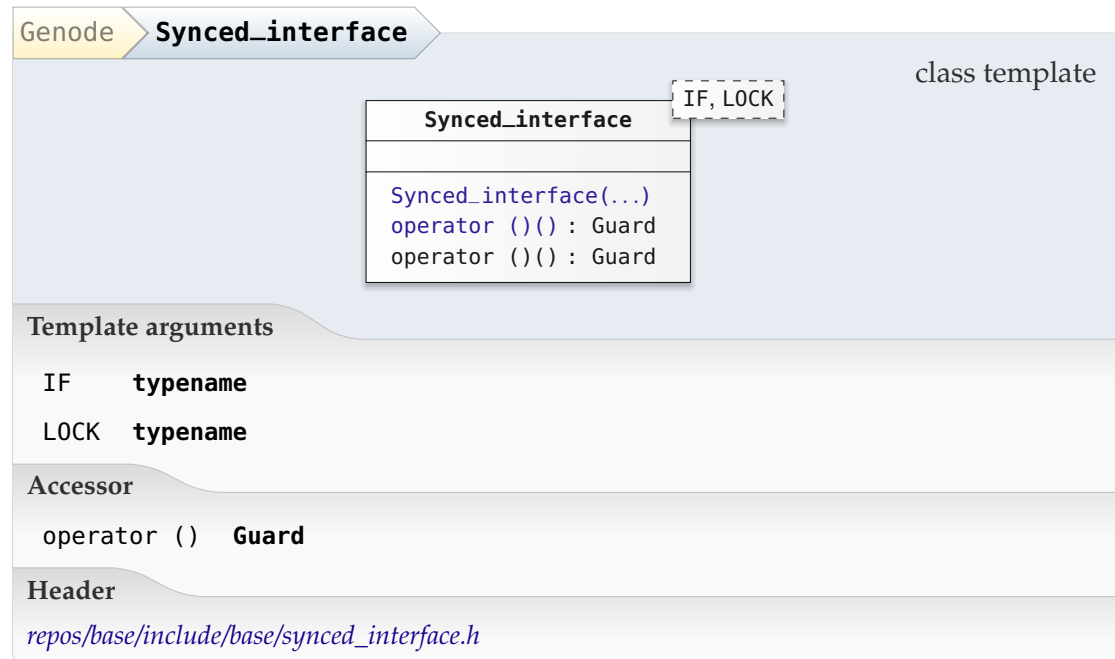 Genode Synced_interface
class template
IF, LOCK
Synced_interface
Synced_interface(...)
operator ()() : Guard
operator ()() : Guard
Template arguments
IF typename
LOCK typename
Accessor
operator () Guard
Header
repos/base/include/base/synced_interface.h